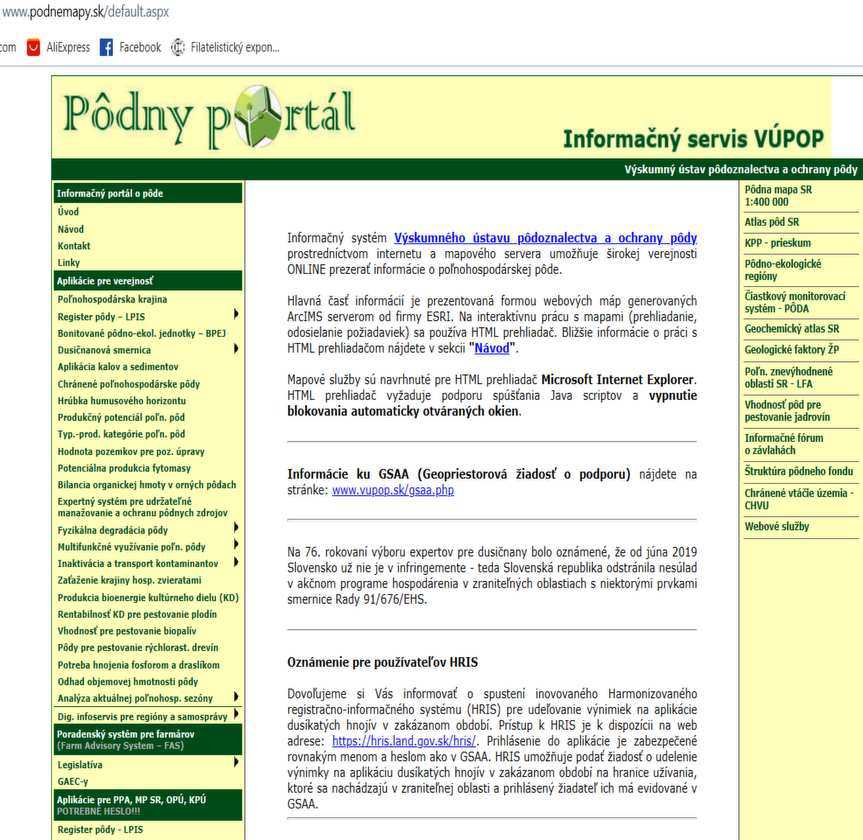 www.podnemapy.sk/default.aspx
com AliExpress Facebook Filatelistický expon...
Pôdny portál
Informačný servis VÚPOP
Výskumný ústav pôdoznalectva a ochrany pôdy
Informačný portál o pôde
Úvod
Návod
Kontakt
Linky
Aplikácie pre verejnosť
Poľnohospodárska krajina
Register pôdy – LPIS
Bonitované pôdno-ekol. jednotky – BPEJ
Dusičnanová smernica
Aplikácia kalov a sedimentov
Chránené poľnohospodárske pôdy
Hrúbka humusového horizontu
Produkčný potenciál poľn. pôd
Typ.-prod. kategórie poľn. pôd
Hodnota pozemkov pre poz. úpravy
Potenciálna produkcia fytomasy
Bilancia organickej hmoty v orných pôdach
Expertný systém pre udržateľné
manažovanie a ochranu pôdnych zdrojov
Fyzikálna degradácia pôdy
Multifunkčné využívanie poľn. pôdy
Inaktivácia a transport kontaminantov
Zaťaženie krajiny hosp. zvieratami
Produkcia bioenergie kultúrneho dielu (KD)
Rentabilnosť KD pre pestovanie plodín
Vhodnosť pre pestovanie biopalív
Pôdy pre pestovanie rýchlorast. drevín
Potreba hnojenia fosforom a draslíkom
Odhad objemovej hmotnosti pôdy
Analýza aktuálnej poľnohosp. sezóny
Dig. infoservis pre regióny a samosprávy
Poradenský systém pre farmárov
(Farm Advisory System – FAS)
Legislatíva
GAEC-y
Aplikácie pre PPA, MP SR, OPÚ, KPÚ
POTREBNÉ HESLO!!!
Register pôdy - LPIS
Informačný systém Výskumného ústavu pôdoznalectva a ochrany pôdy
prostredníctvom internetu a mapového servera umožňuje širokej verejnosti
ONLINE prezerať informácie o poľnohospodárskej pôde.
Hlavná časť informácií je prezentovaná formou webových máp generovaných
ArcIMS serverom od firmy ESRI. Na interaktívnu prácu s mapami (prehliadanie,
odosielanie požiadaviek) sa používa HTML prehliadač. Bližšie informácie o práci s
HTML prehliadačom nájdete v sekcii "Návod".
Mapové služby sú navrhnuté pre HTML prehliadač Microsoft Internet Explorer.
HTML prehliadač vyžaduje podporu spúšťania Java scriptov a vypnutie
blokovania automaticky otváraných okien.
Informácie ku GSAA (Geopriestorová žiadosť o podporu) nájdete na
stránke: www.vupop.sk/gsaa.php
Na 76. rokovaní výboru expertov pre dusičnany bolo oznámené, že od júna 2019
Slovensko už nie je v infringemente - teda Slovenská republika odstránila nesúlad
v akčnom programe hospodárenia v zraniteľných oblastiach s niektorými prvkami
smernice Rady 91/676/EHS.
Oznámenie pre používateľov HRIS
Dovoľujeme si Vás informovať o spustení inovovaného Harmonizovaného
registračno-informačného systému (HRIS) pre udeľovanie výnimiek na aplikácie
dusíkatých hnojív v zakázanom období. Prístup k HRIS je k dispozícii na web
adrese: https://hris.land.gov.sk/hris/. Prihlásenie do aplikácie je zabezpečené
rovnakým menom a heslom ako v GSAA. HRIS umožňuje podať žiadosť o udelenie
výnimky na aplikáciu dusíkatých hnojív v zakázanom období na hranice užívania,
ktoré sa nachádzajú v zraniteľnej oblasti a prihlásený žiadateľ ich má evidované v
GSAA.
Pôdna mapa SR
1:400 000
Atlas pôd SR
KPP - prieskum
Pôdno-ekologické
regióny
Čiastkový monitorovací
systém - PÔDA
Geochemický atlas SR
Geologické faktory ŽP
Poľn. znevýhodnené
oblasti SR - LFA
Vhodnosť pôd pre
pestovanie jadrovín
Informačné fórum
o závlahách
Štruktúra pôdneho fondu
Chránené vtáčie územia -
CHVU
Webové služby